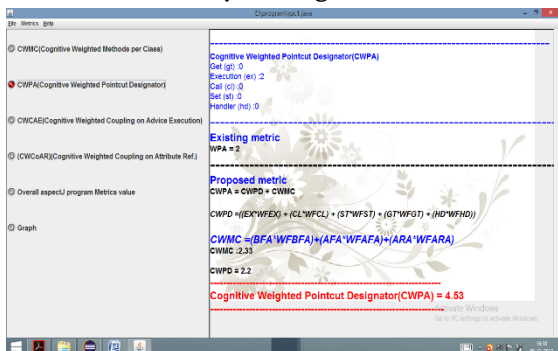 E:\program\pc1.java
File Metrics Help
CWMC(Cognitive Weighted Methods per Class)
CWPA(Cognitive Weighted Pointcut Designator)
CWCAE(Cognitive Weighted Coupling on Advice Execution)
(CWCoAR)(Cognitive Weighted Coupling on Attribute Ref.)
Overall aspectJ program Metrics value
Graph
Cognitive Weighted Pointcut Designator(CWPA)
Get (gt) :0
Execution (ex) :2
Call (cl) :0
Set (st) :0
Handler (hd) :0
Existing metric
WPA = 2
Proposed metric
CWPA = CWPD + CWMC
CWPD =((EX*WFEX) + (CL*WFCL) + (ST*WFST) + (GT*WFGT) + (HD*WFHD))
CWMC =(BFA*WFBFA)+(AFA*WFAFA)+(ARA*WFARA)
CWMC :2.33
CWPD = 2.2
Cognitive Weighted Pointcut Designator(CWPA) = 4.53
Activate Windows
Go to PC settings to activate Windows.